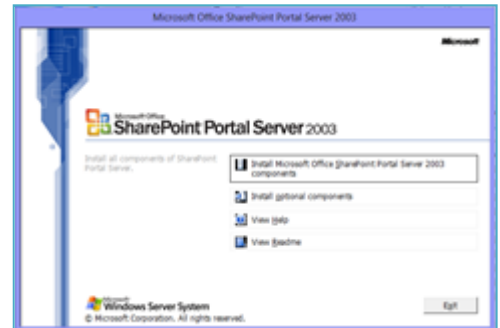 Microsoft Office SharePoint Portal Server 2003
Microsoft
Microsoft Office
SharePoint Portal Server 2003
Install all components of SharePoint
Portal Server.
Install Microsoft Office SharePoint Portal Server 2003
components
Install optional components
View Help
View Readme
Microsoft
Windows Server System
© Microsoft Corporation. All rights reserved.
Exit